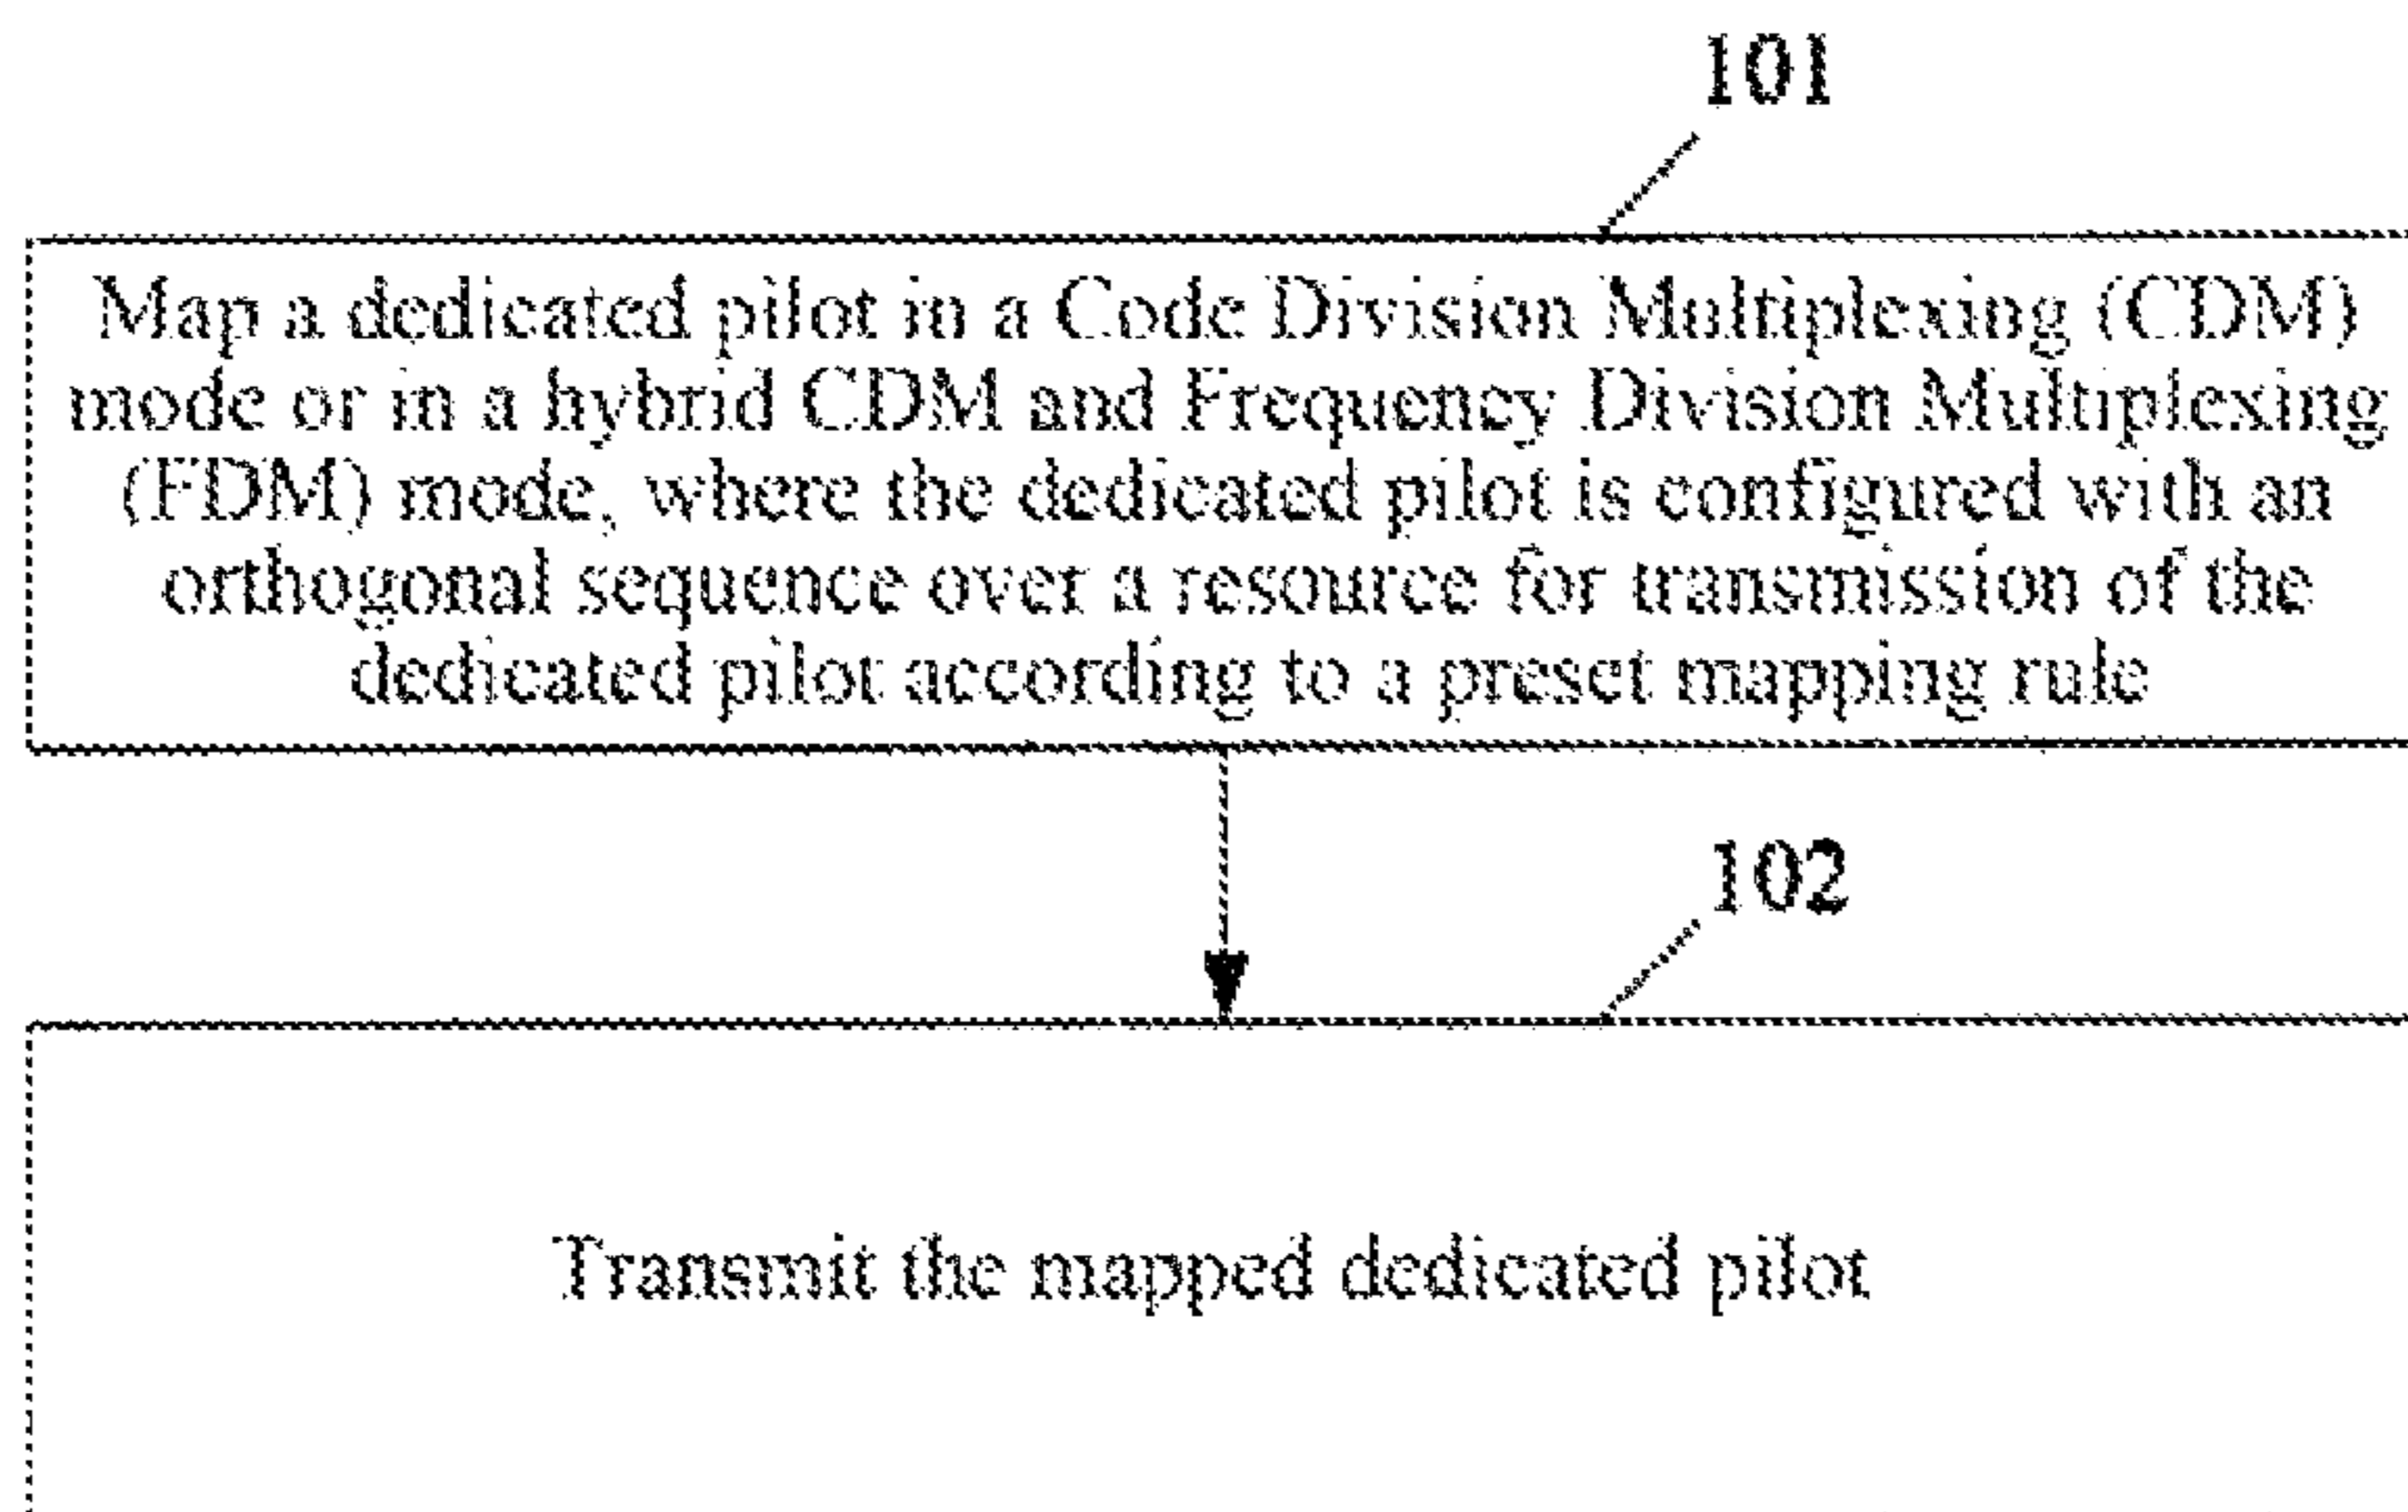 101
Map a dedicated pilot in a Code Division Multiplexing (CDM)
mode or in a hybrid CDM and Frequency Division Multiplexing
(FDM) mode, where the dedicated pilot is configured with an
orthogonal sequence over a resource for transmission of the
dedicated pilot according to a preset mapping rule
102
Transmit the mapped dedicated pilot